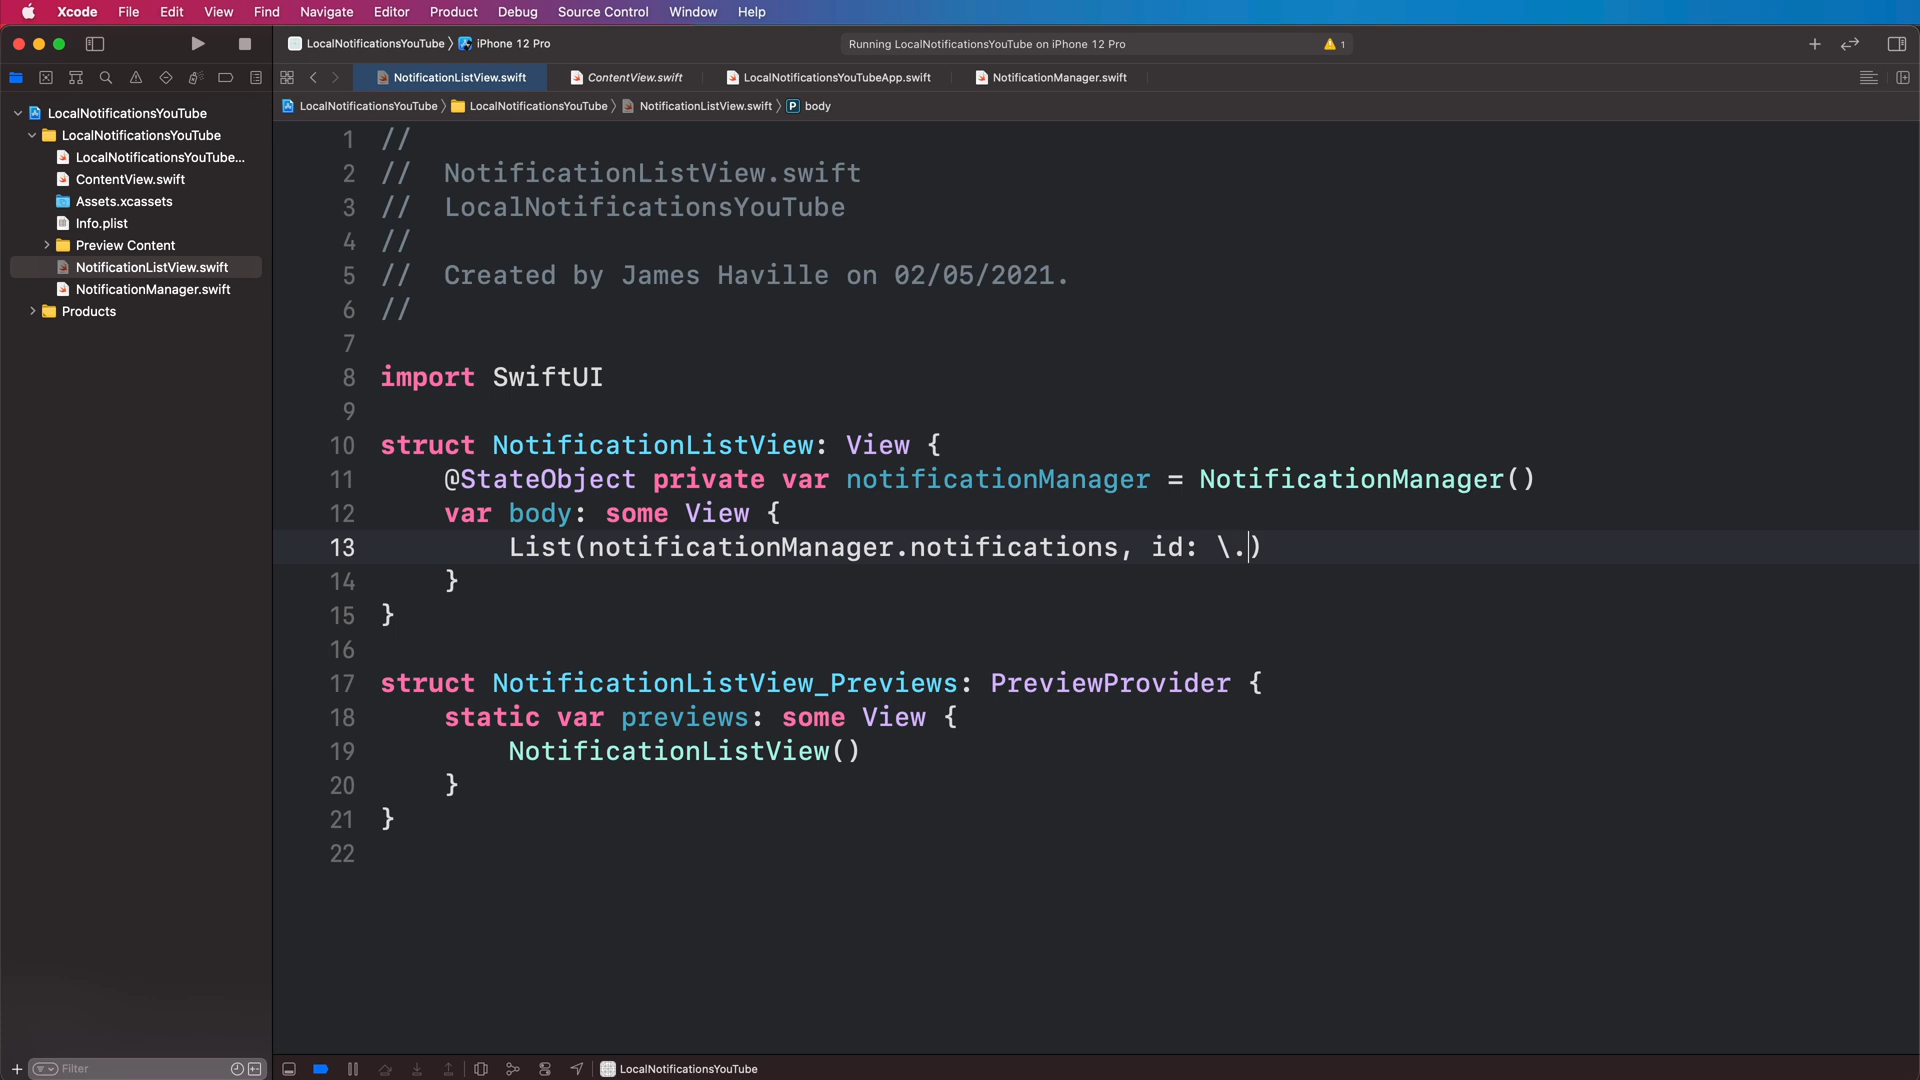 Xcode File Edit View Find Navigate Editor Product Debug Source Control Window Help
LocalNotificationsYouTube iPhone 12 Pro
Running LocalNotificationsYouTube on iPhone 12 Pro
1
NotificationListView.swift ContentView.swift LocalNotificationsYouTubeApp.swift NotificationManager.swift
LocalNotificationsYouTube LocalNotificationsYouTube NotificationListView.swift P body
LocalNotificationsYouTube
LocalNotificationsYouTube
LocalNotificationsYouTube...
ContentView.swift
Assets.xcassets
Info.plist
Preview Content
NotificationListView.swift
NotificationManager.swift
Products
1 //
2 // NotificationListView.swift
3 // LocalNotificationsYouTube
4 //
5 // Created by James Haville on 02/05/2021.
6 //
7
8 import SwiftUI
9
10 struct NotificationListView: View {
11 @StateObject private var notificationManager = NotificationManager()
12 var body: some View {
13 List(notificationManager.notifications, id: \.)
14 }
15 }
16
17 struct NotificationListView_Previews: PreviewProvider {
18 static var previews: some View {
19 NotificationListView()
20 }
21 }
22
Filter
LocalNotificationsYouTube